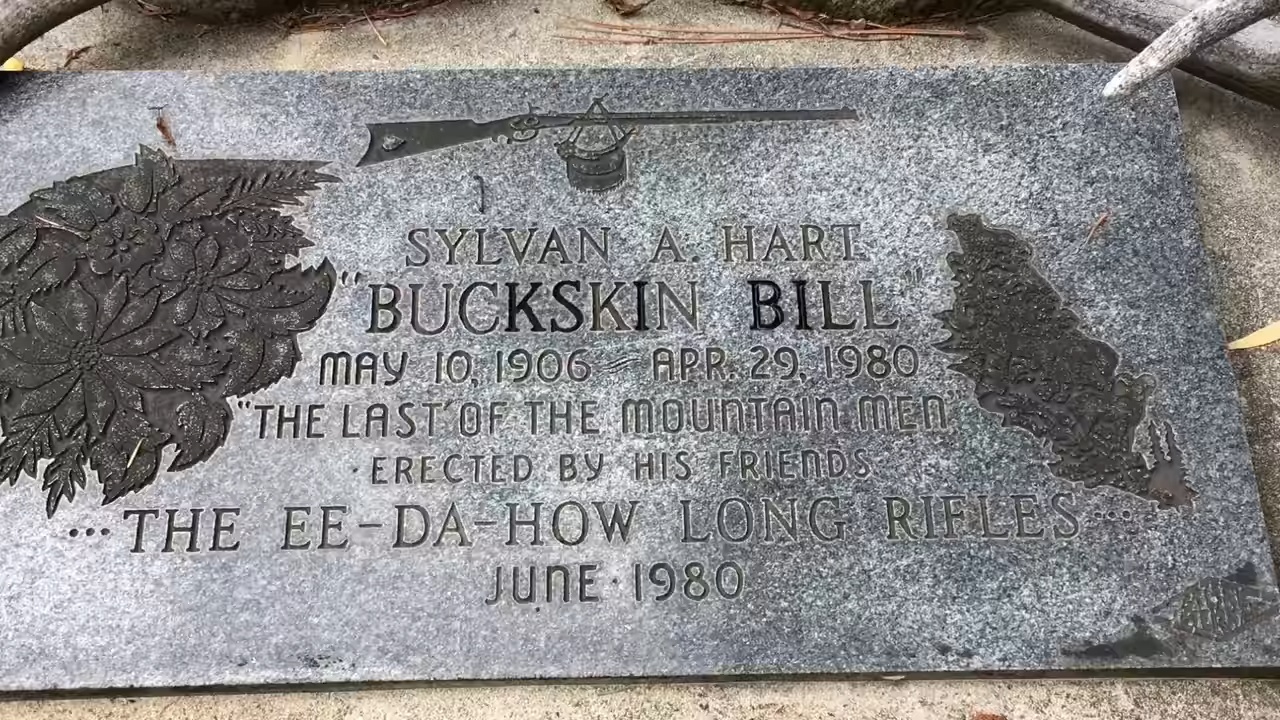 SYLVAN A. HART
"BUCKSKIN BILL"
MAY 10, 1906 ~ APR. 29, 1980
"THE LAST OF THE MOUNTAIN MEN"
ERECTED BY HIS FRIENDS
...THE EE-DA-HOW LONG RIFLES...
JUNE 1980